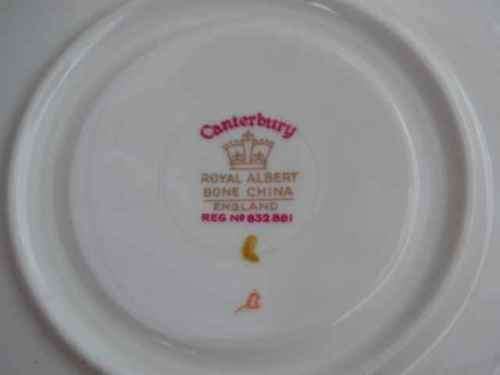 Canterbury
ROYAL ALBERT
BONE CHINA
ENGLAND
REG Nº 832881